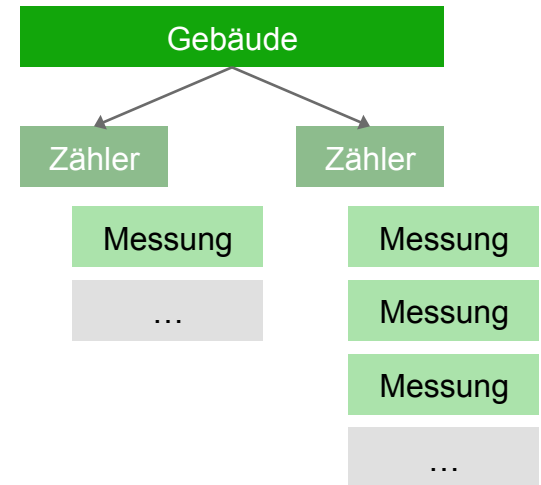 Gebäude
Zähler
Zähler
Messung
Messung
…
Messung
Messung
…